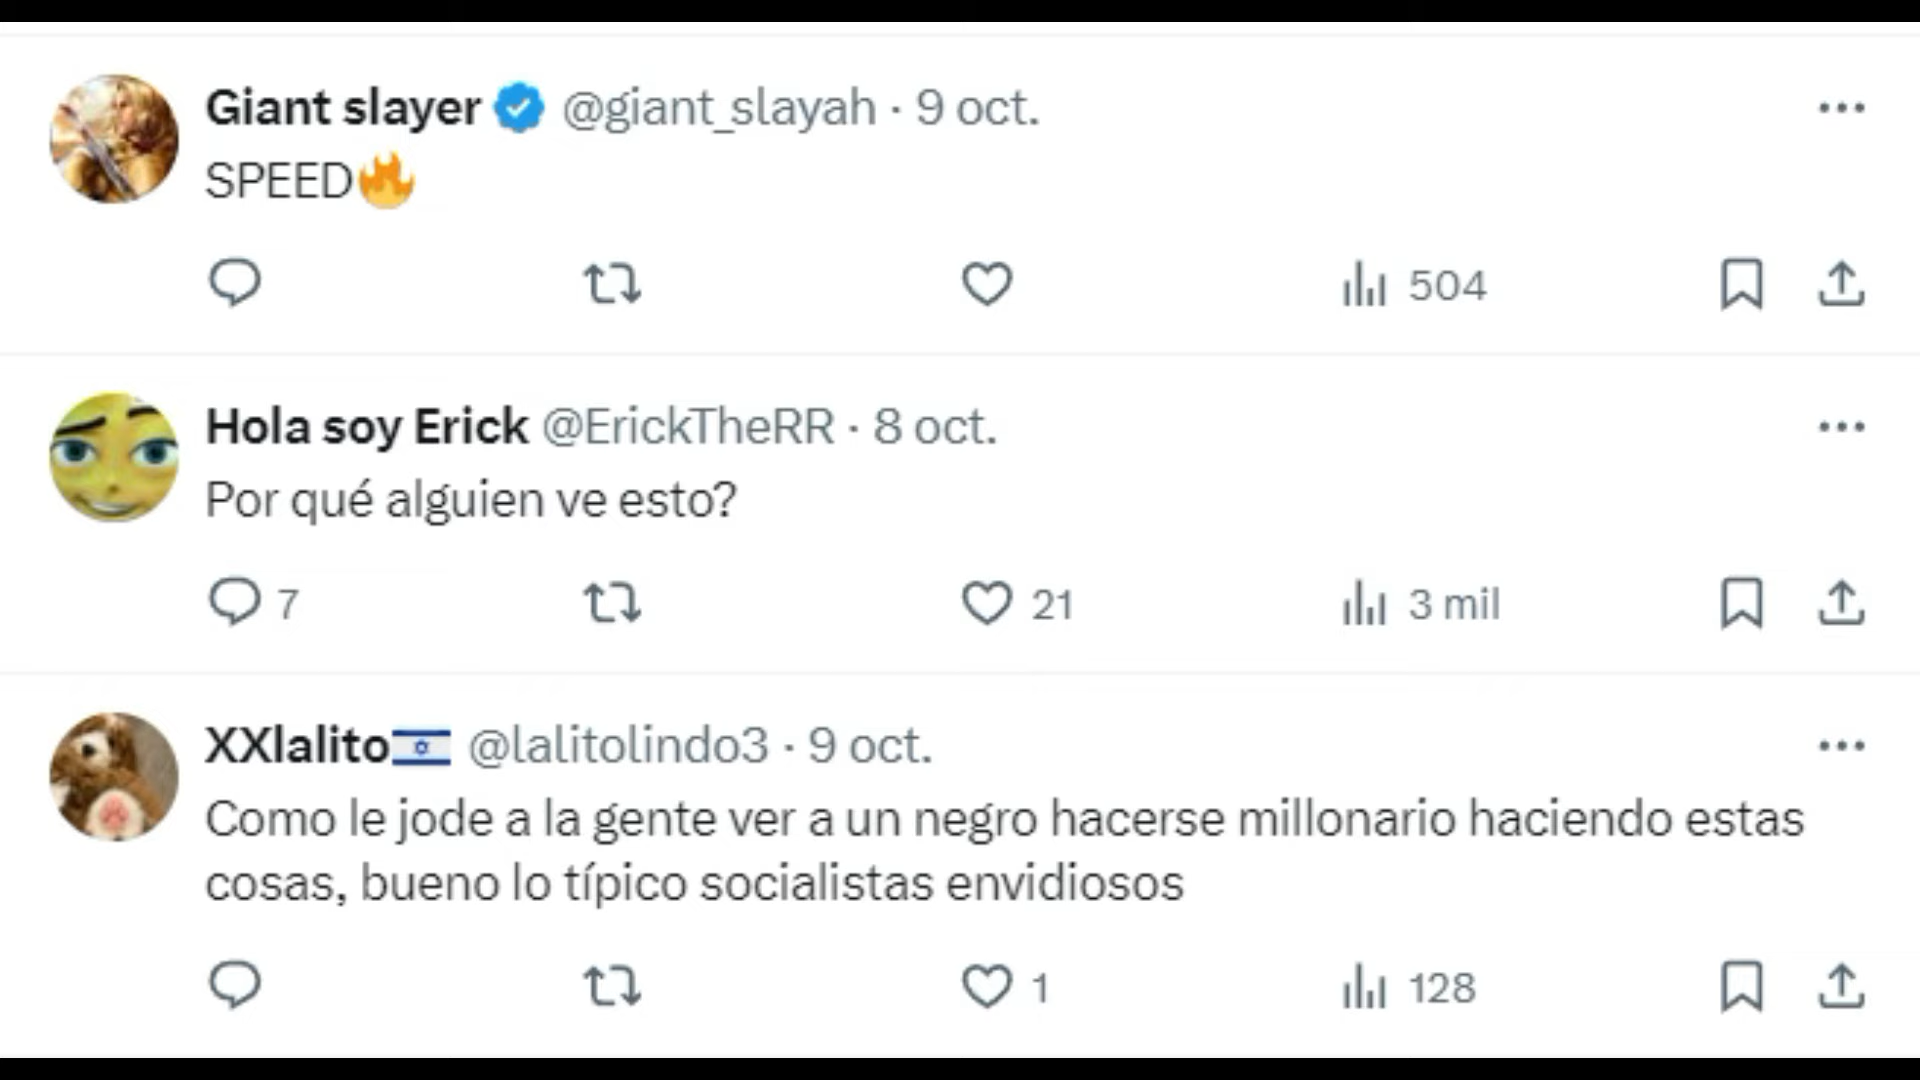 Giant slayer @giant_slayah · 9 oct.
SPEED🔥
504
Hola soy Erick @ErickTheRR · 8 oct.
Por qué alguien ve esto?
7 21 3 mil
XXlalito🇮🇱 @lalitolindo3 · 9 oct.
Como le jode a la gente ver a un negro hacerse millonario haciendo estas
cosas, bueno lo típico socialistas envidiosos
1 128